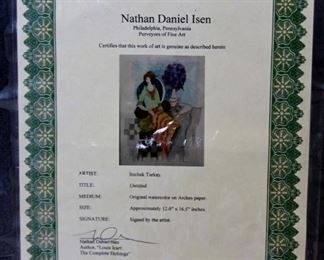 Nathan Daniel Isen
Philadelphia, Pennsylvania
Purveyors of Fine Art
Certifies that this work of art is genuine as described herein
ARTIST: Itzchak Tarkay
TITLE: Untitled
MEDIUM: Original watercolor on Arches paper.
SIZE: Approximately 12.0" x 16.5" inches.
SIGNATURE: Signed by the artist.
Nathan Daniel Isen
Author, "Louis Icart:
The Complete Etchings"